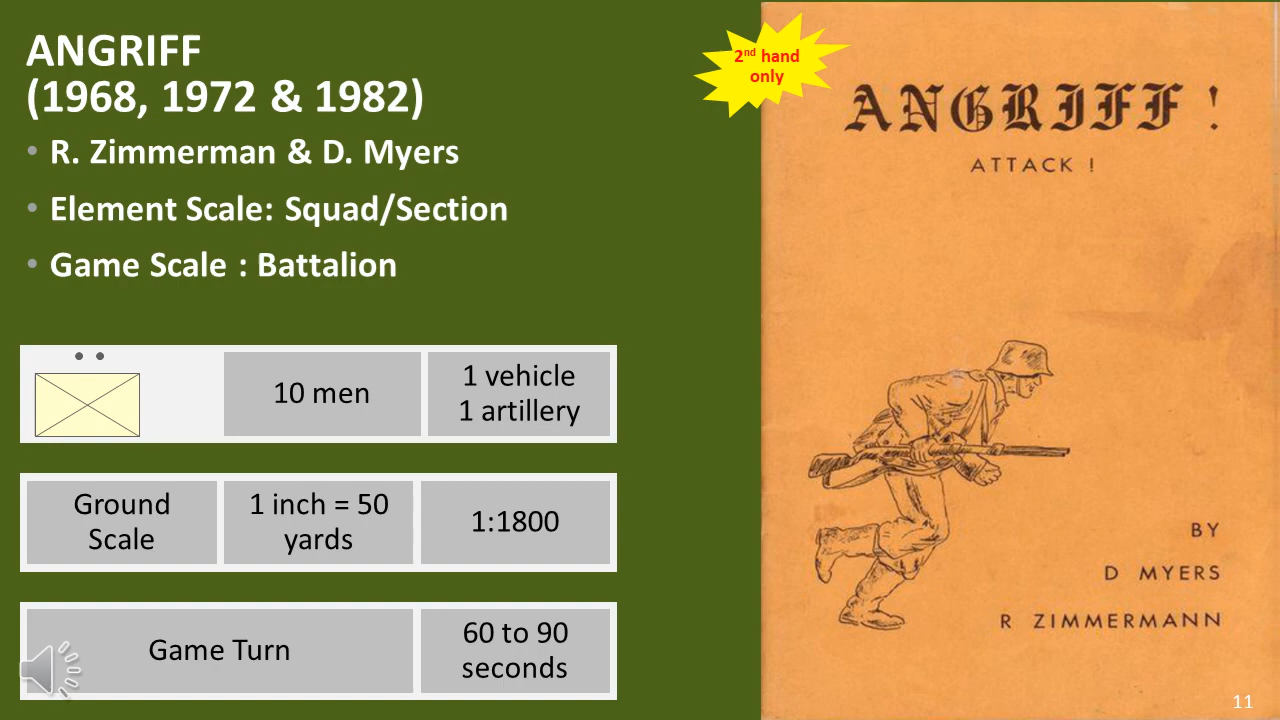 ANGRIFF
(1968, 1972 & 1982)
• R. Zimmerman & D. Myers
• Element Scale: Squad/Section
• Game Scale : Battalion
10 men
1 vehicle
1 artillery
Ground
Scale
1 inch = 50
yards
1:1800
Game Turn
60 to 90
seconds
2nd hand
only
ANGRIFF !
ATTACK !
BY
D MYERS
R ZIMMERMANN
11